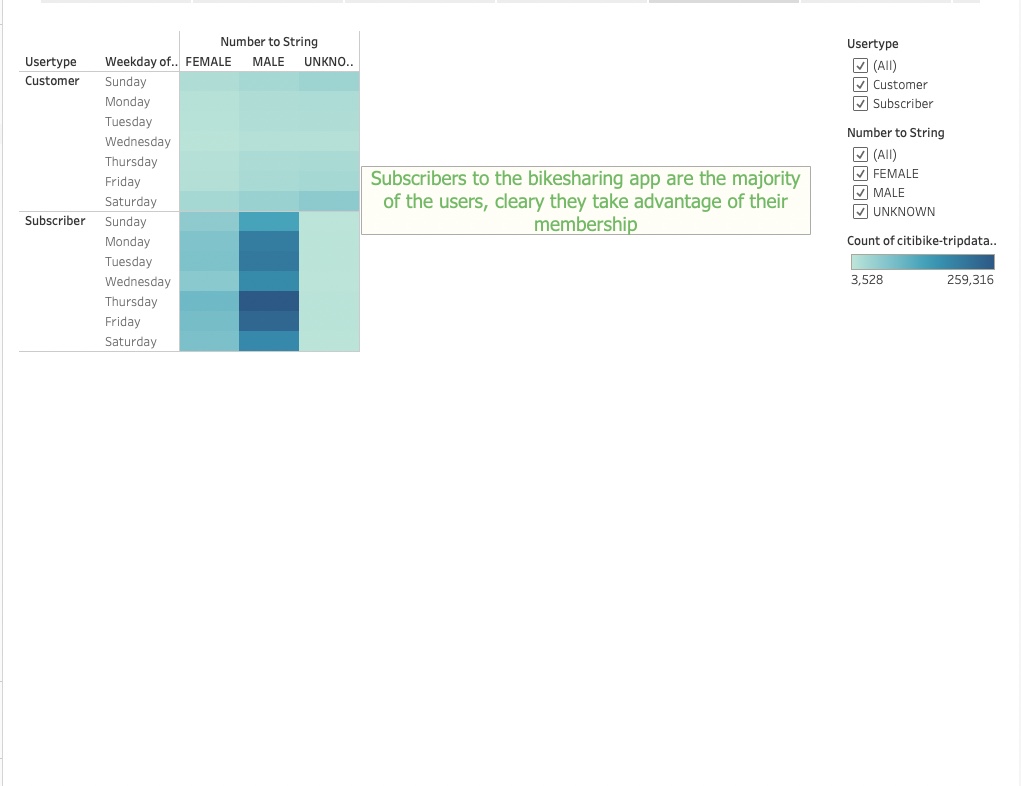 Number to String
Usertype Weekday of.. FEMALE MALE UNKNO..
Customer Sunday
Monday
Tuesday
Wednesday
Thursday
Friday
Saturday
Subscriber Sunday
Monday
Tuesday
Wednesday
Thursday
Friday
Saturday
Subscribers to the bikesharing app are the majority
of the users, cleary they take advantage of their
membership
Usertype
(All)
Customer
Subscriber
Number to String
(All)
FEMALE
MALE
UNKNOWN
Count of citibike-tripdata..
3,528 259,316